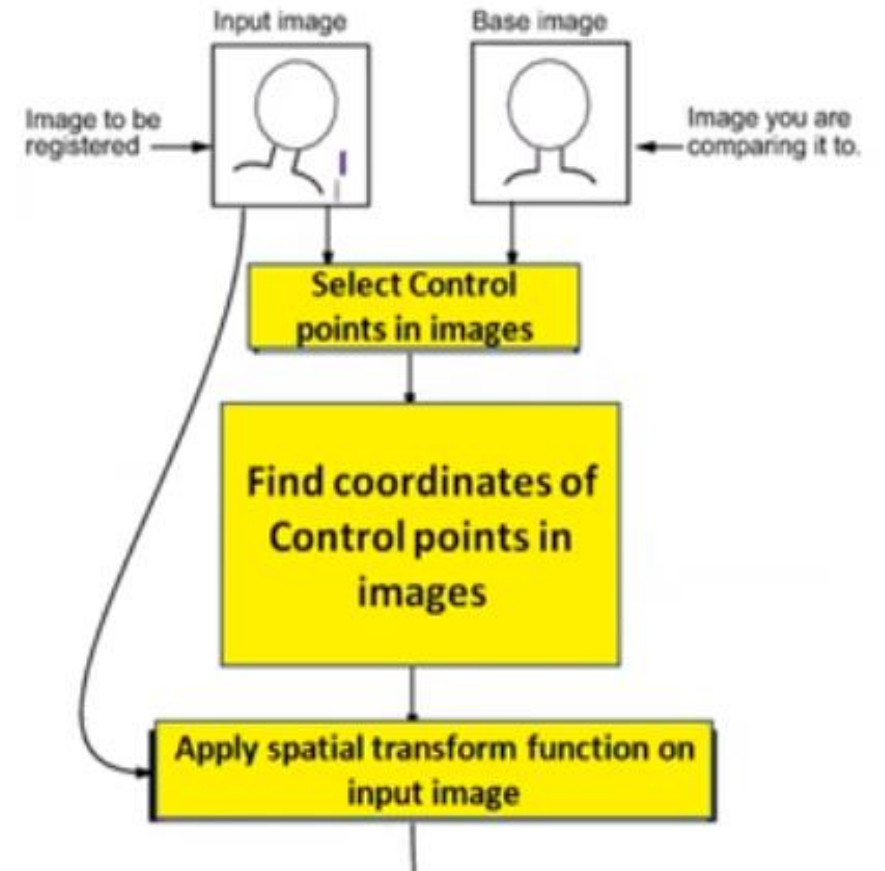 Input image
Base image
Image to be
registered
Image you are
comparing it to.
Select Control
points in images
Find coordinates of
Control points in
images
Apply spatial transform function on
input image